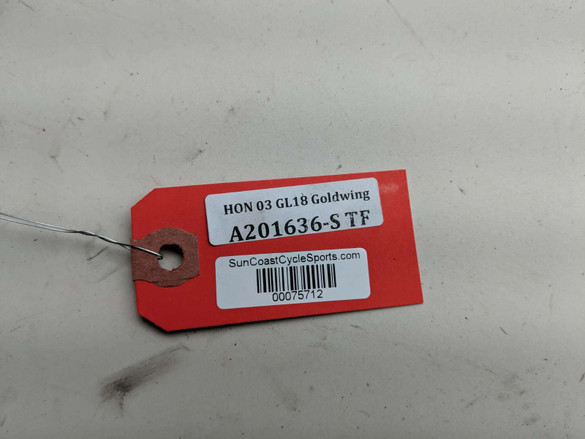 HON 03 GL18 Goldwing
A201636-S TF
SunCoastCycleSports.com
00075712